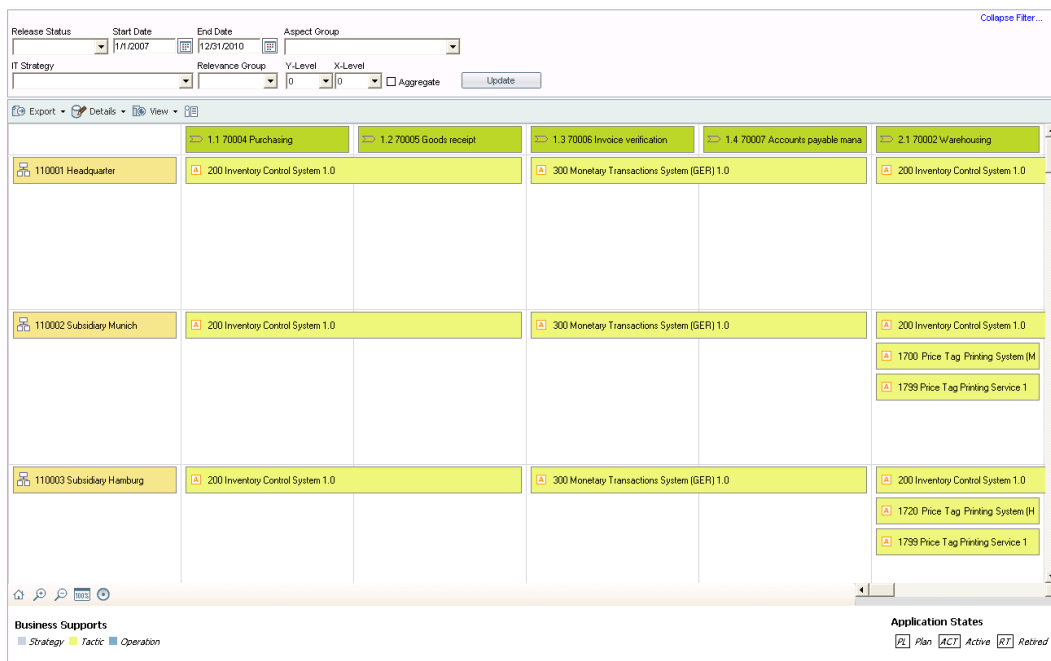 Collapse Filter...
Release Status Start Date End Date Aspect Group
1/1/2007 12/31/2010
IT Strategy Relevance Group Y-Level X-Level
0 0 Aggregate Update
Export Details View
1.1 70004 Purchasing 1.2 70005 Goods receipt 1.3 70006 Invoice verification 1.4 70007 Accounts payable mana 2.1 70002 Warehousing
110001 Headquarter A 200 Inventory Control System 1.0 A 300 Monetary Transactions System (GER) 1.0 A 200 Inventory Control System 1.0
110002 Subsidiary Munich A 200 Inventory Control System 1.0 A 300 Monetary Transactions System (GER) 1.0 A 200 Inventory Control System 1.0
A 1700 Price Tag Printing System (M
A 1799 Price Tag Printing Service 1
110003 Subsidiary Hamburg A 200 Inventory Control System 1.0 A 300 Monetary Transactions System (GER) 1.0 A 200 Inventory Control System 1.0
A 1720 Price Tag Printing System (H
A 1799 Price Tag Printing Service 1
100%
Business Supports Application States
Strategy Tactic Operation PL Plan ACT Active RT Retired